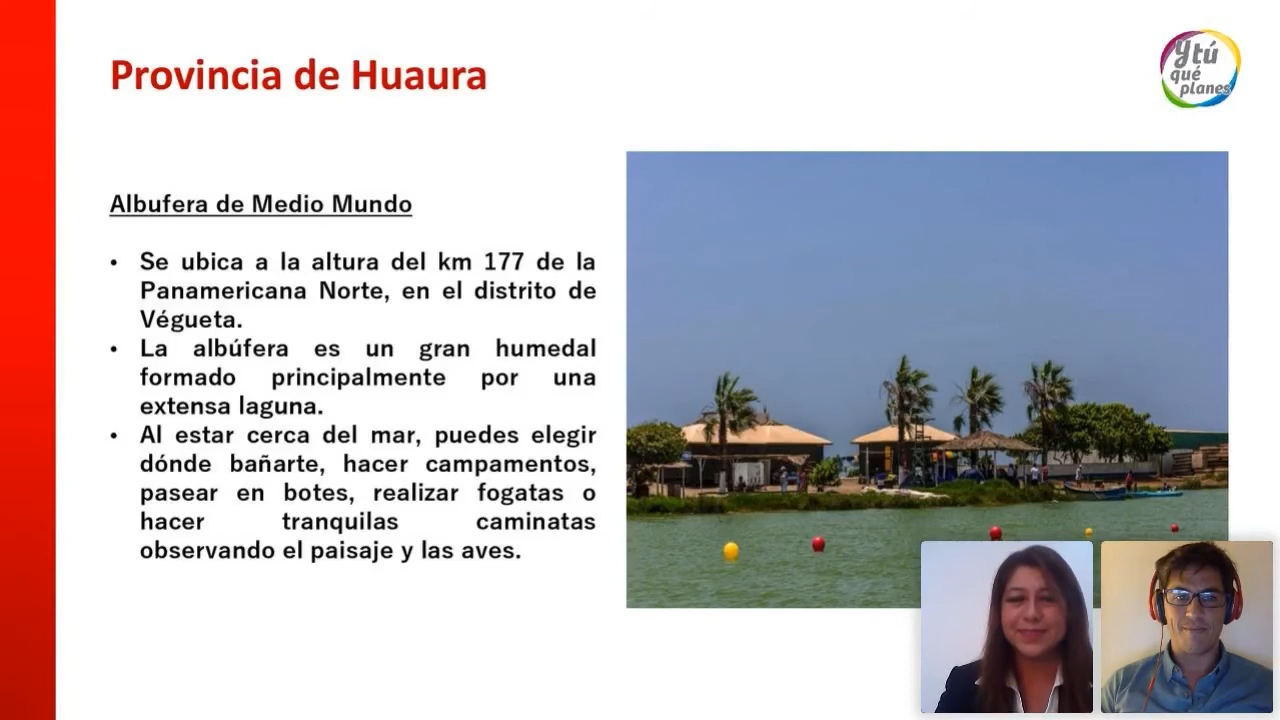 Provincia de Huaura
Y tú
qué
planes
Albufera de Medio Mundo
• Se ubica a la altura del km 177 de la
Panamericana Norte, en el distrito de
Végueta.
• La albúfera es un gran humedal
formado principalmente por una
extensa laguna.
• Al estar cerca del mar, puedes elegir
dónde bañarte, hacer campamentos,
pasear en botes, realizar fogatas o
hacer tranquilas caminatas
observando el paisaje y las aves.